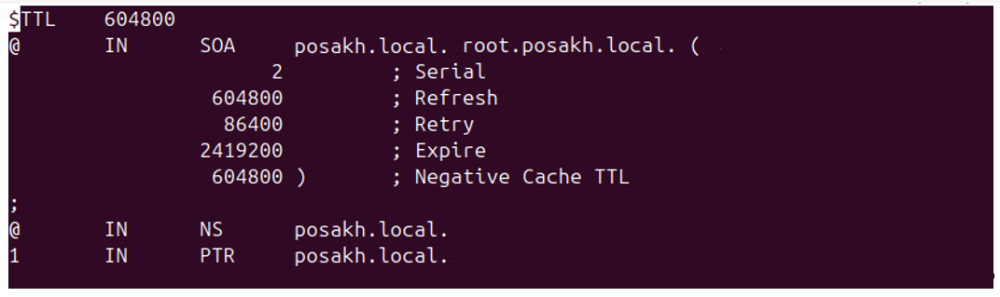 $TTL    604800
@       IN      SOA     posakh.local. root.posakh.local. (
                              2         ; Serial
                         604800         ; Refresh
                          86400         ; Retry
                        2419200         ; Expire
                         604800 )       ; Negative Cache TTL
;
@       IN      NS      posakh.local.
1       IN      PTR     posakh.local.